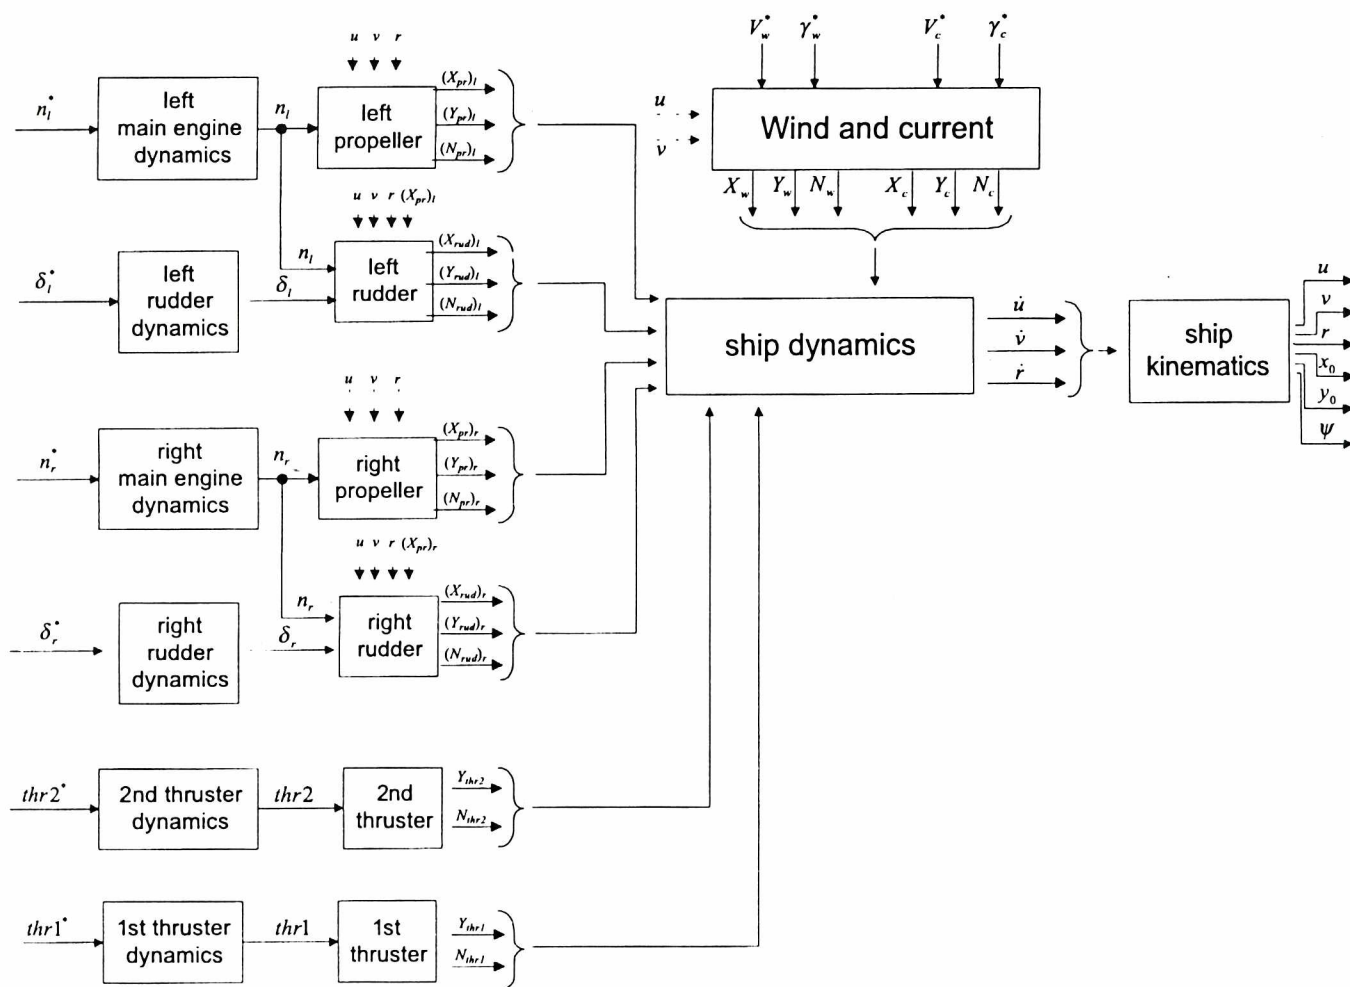 V_w^* γ_w^* V_c^* γ_c^*
u v r
n_l^*
left
main engine
dynamics
n_l
left
propeller
(X_pr)_l
(Y_pr)_l
(N_pr)_l
u
v
Wind and current
X_w Y_w N_w X_c Y_c N_c
u v r (X_pr)_l
δ_l^*
left
rudder
dynamics
n_l
δ_l
left
rudder
(X_rud)_l
(Y_rud)_l
(N_rud)_l
ship dynamics
u̇
v̇
ṙ
ship
kinematics
u
v
r
x_0
y_0
ψ
u v r
n_r^*
right
main engine
dynamics
n_r
right
propeller
(X_pr)_r
(Y_pr)_r
(N_pr)_r
u v r (X_pr)_r
δ_r^*
right
rudder
dynamics
n_r
δ_r
right
rudder
(X_rud)_r
(Y_rud)_r
(N_rud)_r
thr2^*
2nd thruster
dynamics
thr2
2nd
thruster
Y_thr2
N_thr2
thr1^*
1st thruster
dynamics
thr1
1st
thruster
Y_thr1
N_thr1